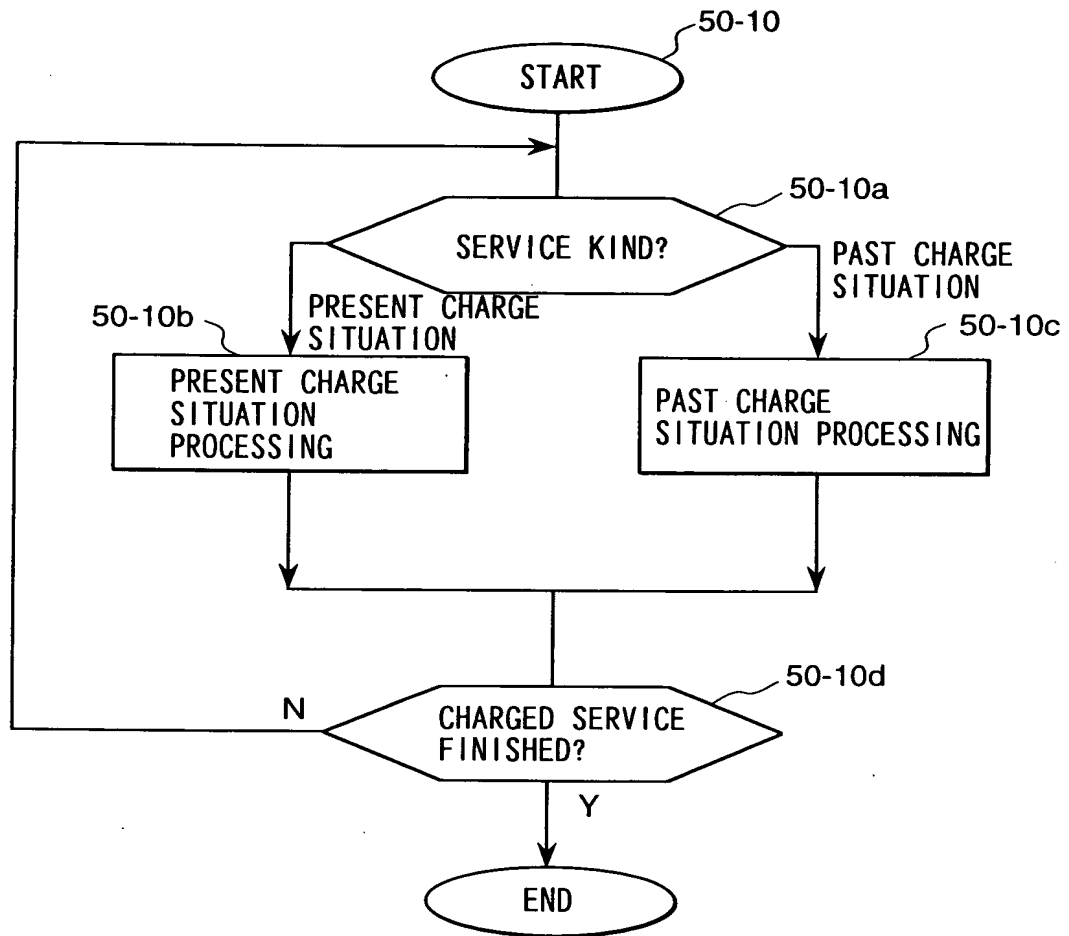 50-10
START
50-10a
SERVICE KIND?
PAST CHARGE
SITUATION
PRESENT CHARGE
SITUATION
50-10b
50-10c
PRESENT CHARGE
SITUATION
PROCESSING
PAST CHARGE
SITUATION PROCESSING
50-10d
N
CHARGED SERVICE
FINISHED?
Y
END